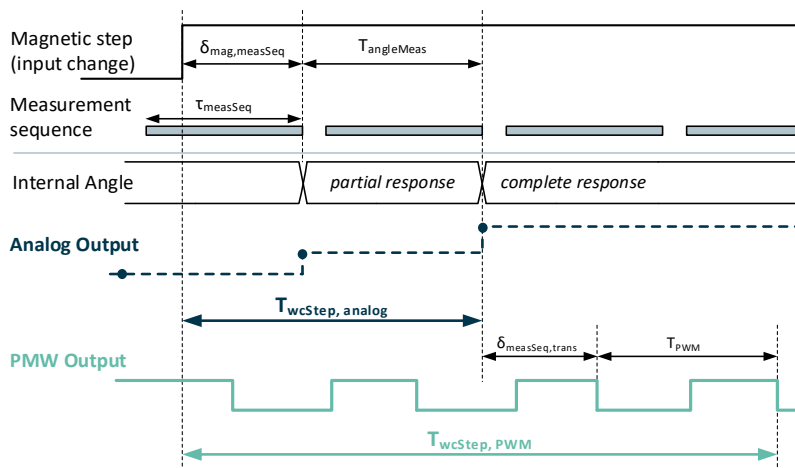 Magnetic step
(input change)
δmag,measSeq
TangleMeas
Measurement
sequence
τmeasSeq
Internal Angle
partial response
complete response
Analog Output
TwcStep, analog
δmeasSeq,trans
TPWM
PMW Output
TwcStep, PWM